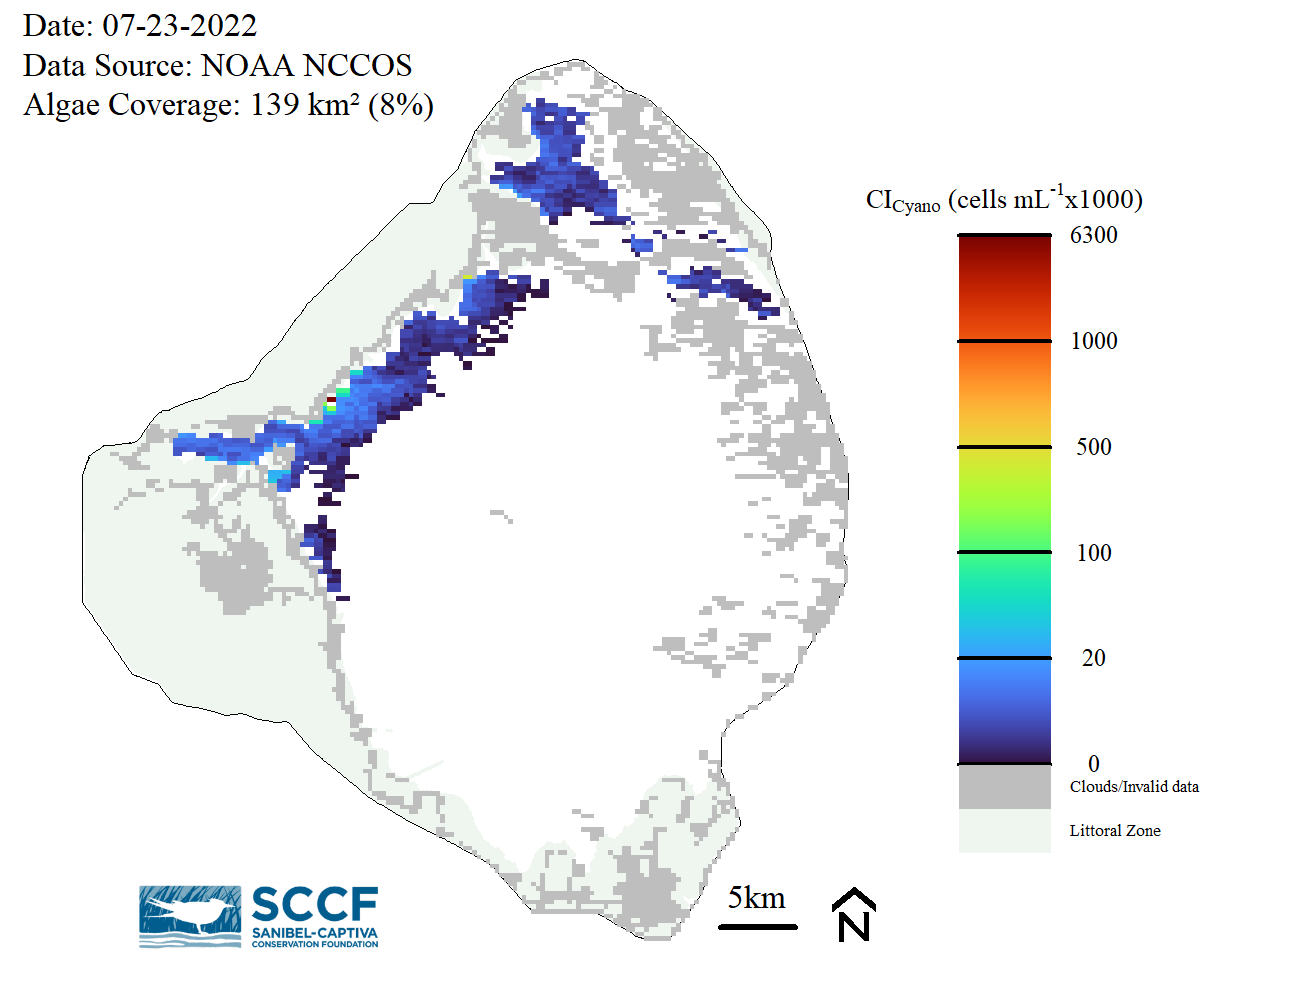 Date: 07-23-2022
Data Source: NOAA NCCOS
Algae Coverage: 139 km² (8%)
CICyano (cells mL-1x1000)
6300
1000
500
100
20
0
Clouds/Invalid data
Littoral Zone
5km
N
SCCF
SANIBEL-CAPTIVA
CONSERVATION FOUNDATION